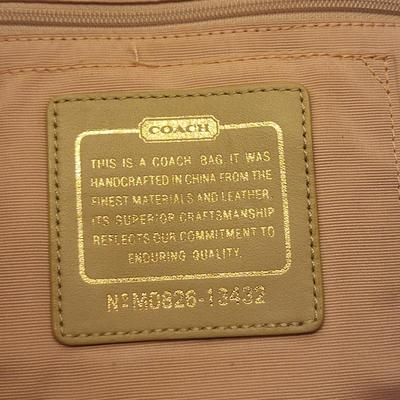 COACH
THIS IS A COACH BAG. IT WAS
HANDCRAFTED IN CHINA FROM THE
FINEST MATERIALS AND LEATHER.
ITS SUPERIOR CRAFTSMANSHIP
REFLECTS OUR COMMITMENT TO
ENDURING QUALITY.
Nº M0826-13432